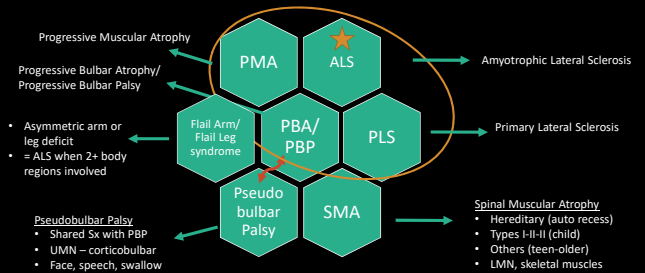 Progressive Muscular Atrophy
PMA
ALS
Amyotrophic Lateral Sclerosis
Progressive Bulbar Atrophy/
Progressive Bulbar Palsy
Flail Arm/
Flail Leg
syndrome
PBA/
PBP
PLS
Primary Lateral Sclerosis
• Asymmetric arm or
leg deficit
• = ALS when 2+ body
regions involved
Pseudo
bulbar
Palsy
SMA
Pseudobulbar Palsy
• Shared Sx with PBP
• UMN – corticobulbar
• Face, speech, swallow
Spinal Muscular Atrophy
• Hereditary (auto recess)
• Types I-II-II (child)
• Others (teen-older)
• LMN, skeletal muscles